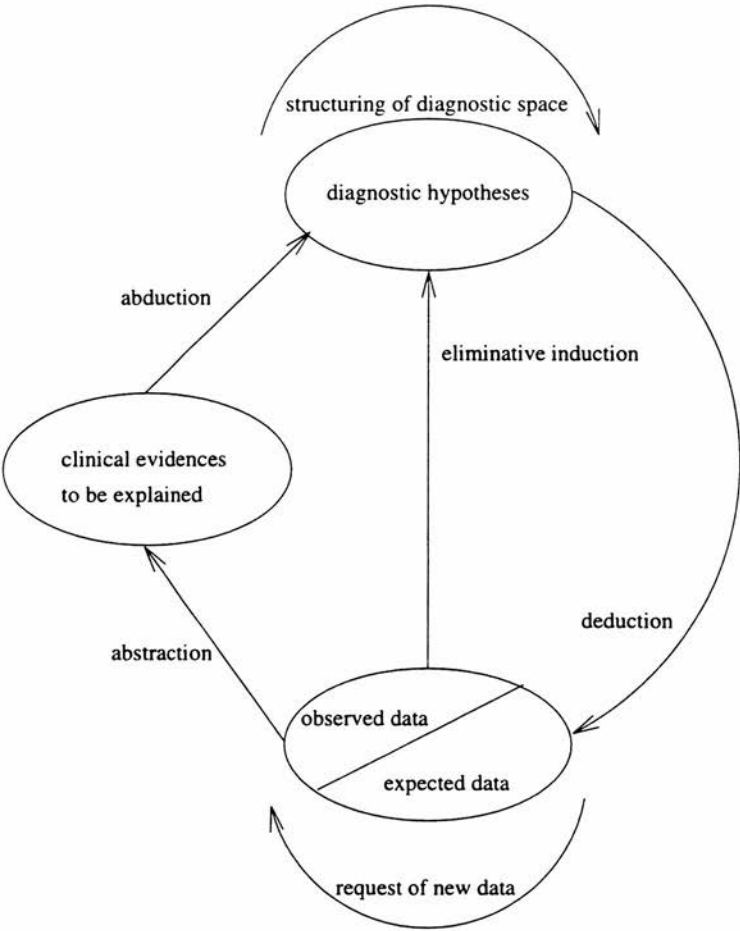 structuring of diagnostic space
diagnostic hypotheses
abduction
eliminative induction
clinical evidences
to be explained
deduction
abstraction
observed data
expected data
request of new data